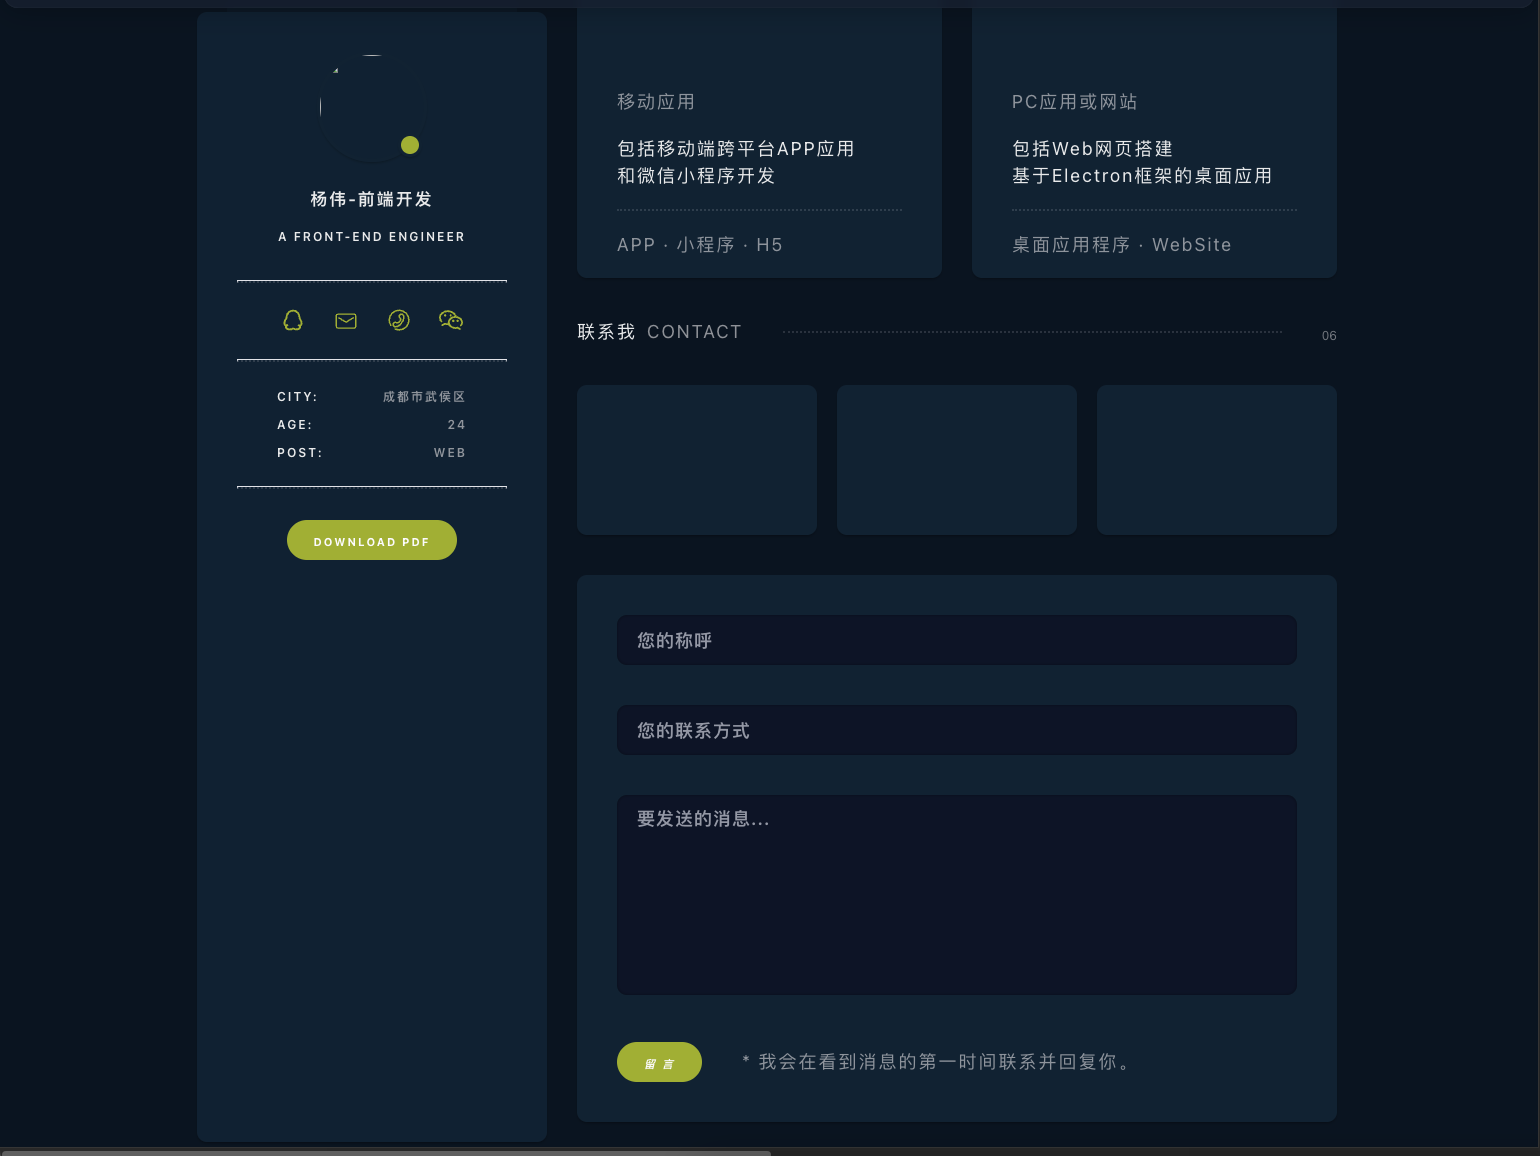 杨伟-前端开发
A FRONT-END ENGINEER
CITY: 成都市武侯区
AGE: 24
POST: WEB
DOWNLOAD PDF
移动应用
包括移动端跨平台APP应用
和微信小程序开发
APP · 小程序 · H5
PC应用或网站
包括Web网页搭建
基于Electron框架的桌面应用
桌面应用程序 · WebSite
联系我 CONTACT
06
您的称呼
您的联系方式
要发送的消息...
留 言
* 我会在看到消息的第一时间联系并回复你。